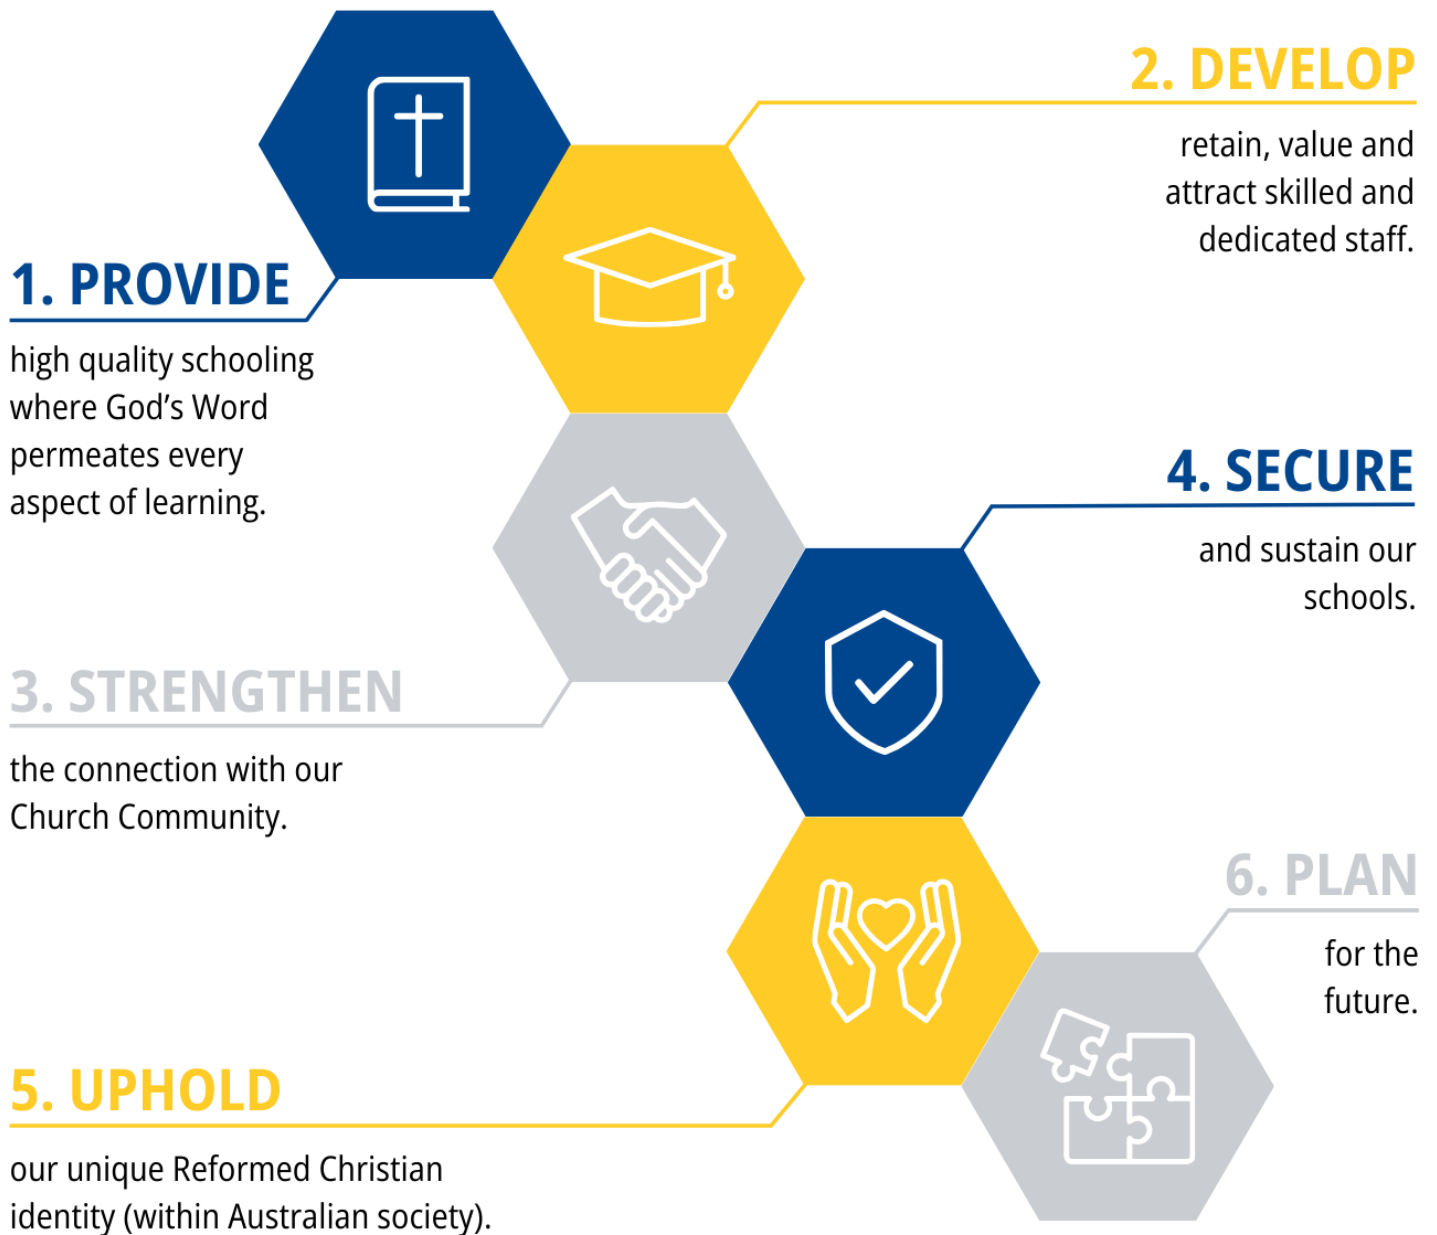 1. PROVIDE
high quality schooling
where God’s Word
permeates every
aspect of learning.
2. DEVELOP
retain, value and
attract skilled and
dedicated staff.
3. STRENGTHEN
the connection with our
Church Community.
4. SECURE
and sustain our
schools.
5. UPHOLD
our unique Reformed Christian
identity (within Australian society).
6. PLAN
for the
future.